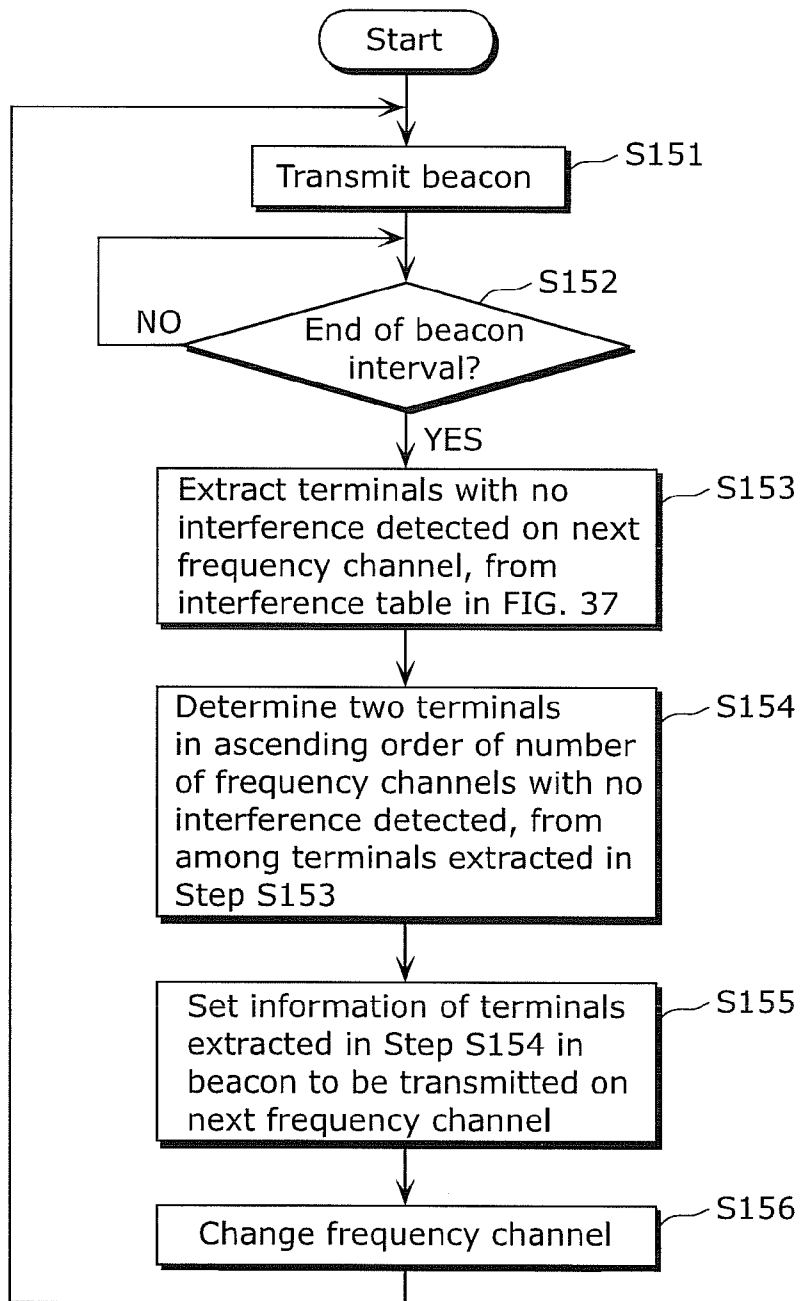 Start
Transmit beacon
S151
S152
End of beacon
interval?
NO
YES
S153
Extract terminals with no
interference detected on next
frequency channel, from
interference table in FIG. 37
S154
Determine two terminals
in ascending order of number
of frequency channels with no
interference detected, from
among terminals extracted in
Step S153
S155
Set information of terminals
extracted in Step S154 in
beacon to be transmitted on
next frequency channel
S156
Change frequency channel